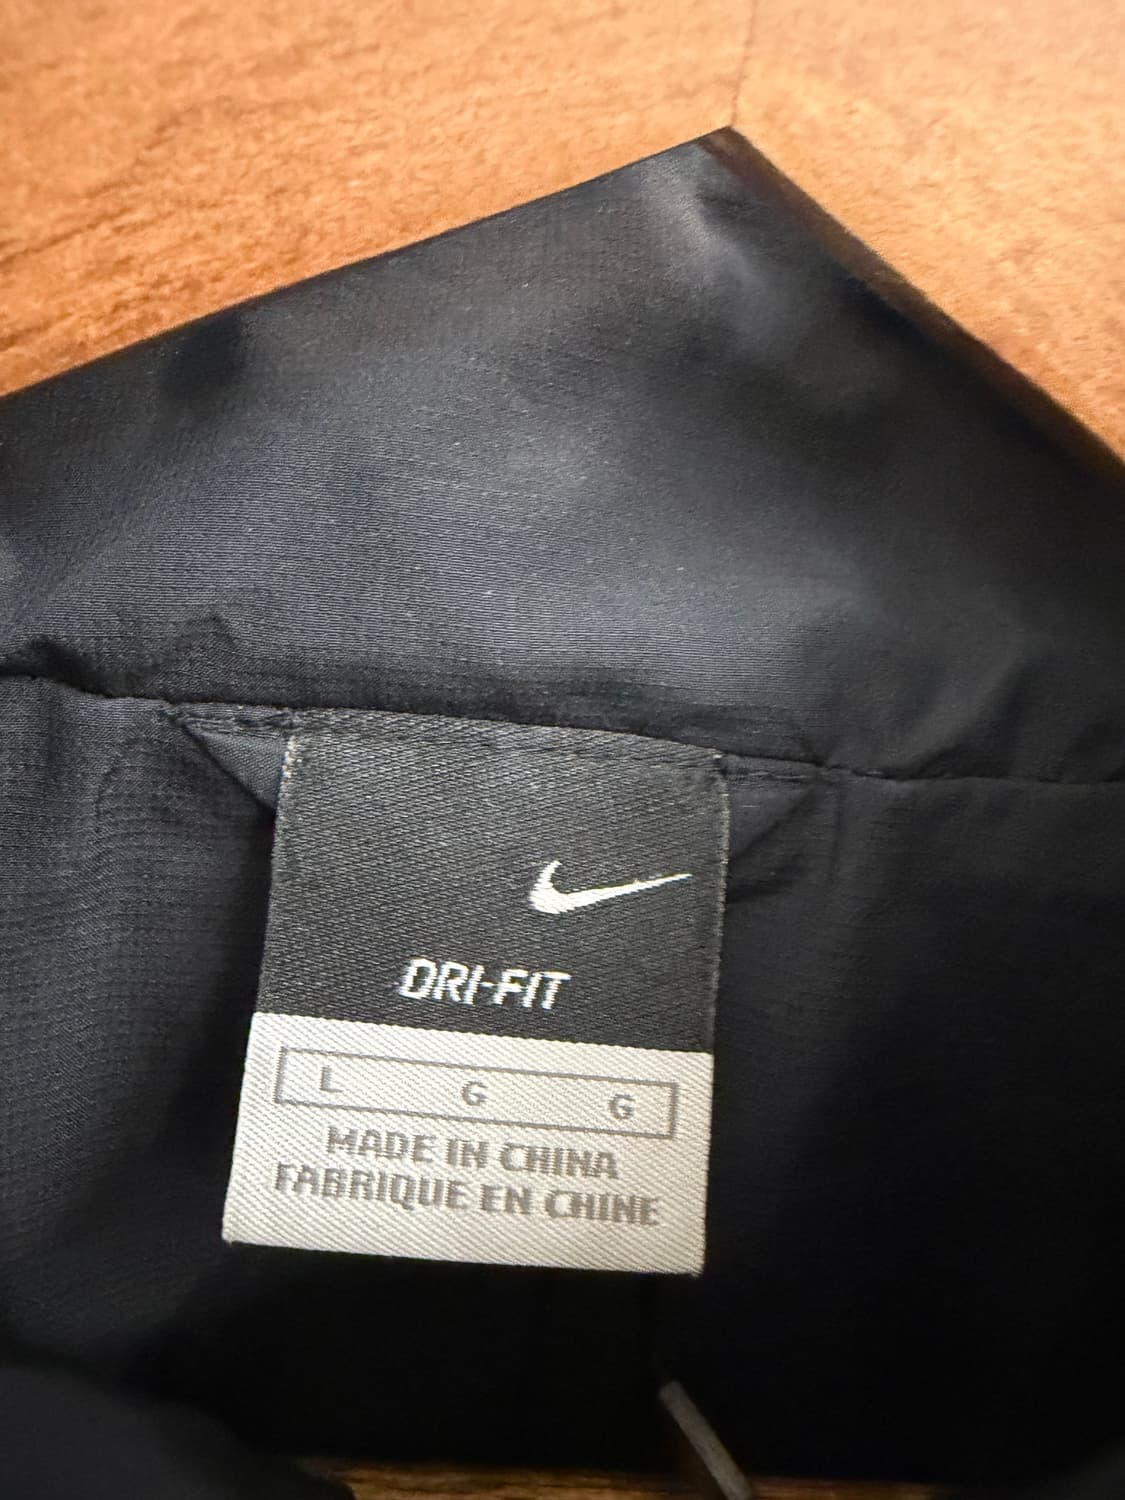 DRI-FIT
L G G
MADE IN CHINA
FABRIQUE EN CHINE